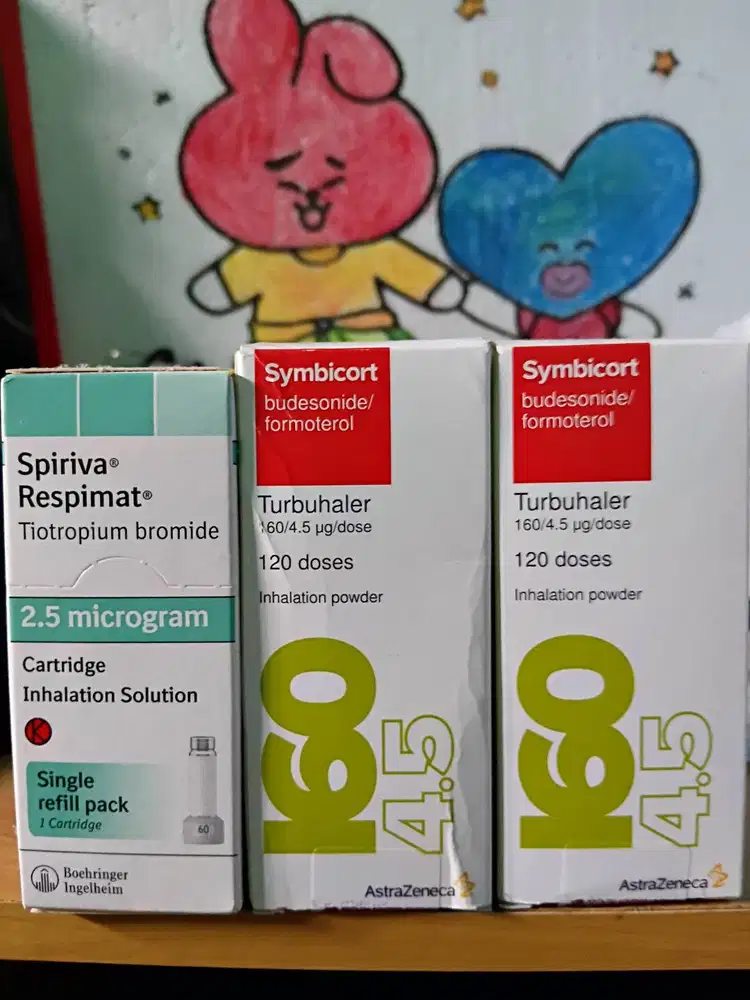 Spiriva®
Respimat®
Tiotropium bromide
2.5 microgram
Cartridge
Inhalation Solution
K
Single
refill pack
1 Cartridge
60
Boehringer
Ingelheim
Symbicort
budesonide/
formoterol
Turbuhaler
160/4.5 µg/dose
120 doses
Inhalation powder
160
4.5
AstraZeneca
Symbicort
budesonide/
formoterol
Turbuhaler
160/4.5 µg/dose
120 doses
Inhalation powder
160
4.5
AstraZeneca